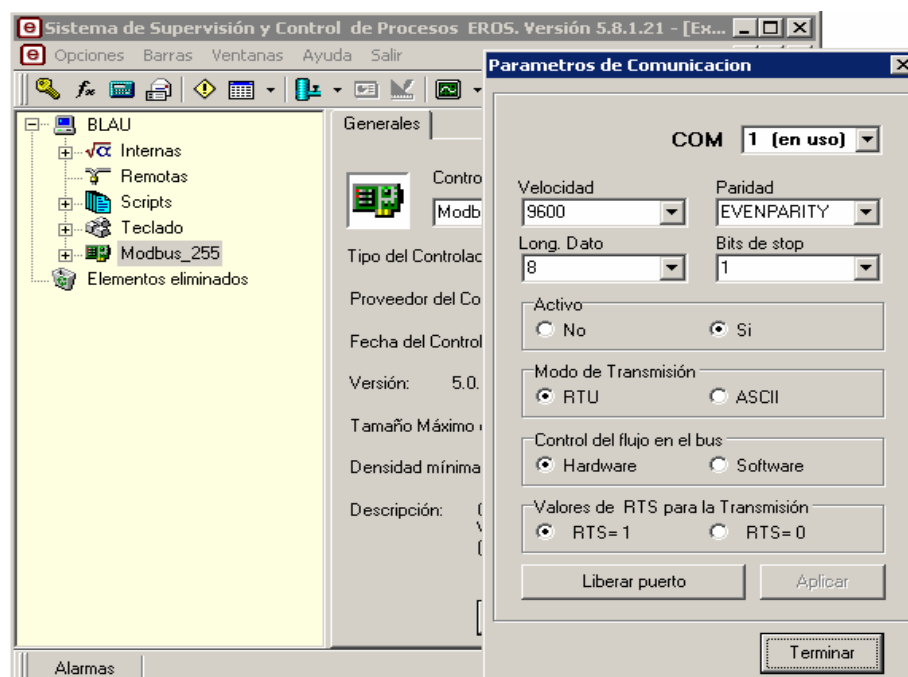 Sistema de Supervisión y Control de Procesos EROS. Versión 5.8.1.21 - [Ex...
Opciones Barras Ventanas Ayuda Salir
BLAU
Internas
Remotas
Scripts
Teclado
Modbus_255
Elementos eliminados
Generales
Contro
Modb
Tipo del Controlac
Proveedor del Co
Fecha del Control
Versión: 5.0.
Tamaño Máximo
Densidad mínima
Descripción:
Alarmas
Parametros de Comunicacion
COM 1 (en uso)
Velocidad Paridad
9600 EVENPARITY
Long. Dato Bits de stop
8 1
Activo
No Si
Modo de Transmisión
RTU ASCII
Control del flujo en el bus
Hardware Software
Valores de RTS para la Transmisión
RTS= 1 RTS= 0
Liberar puerto Aplicar
Terminar